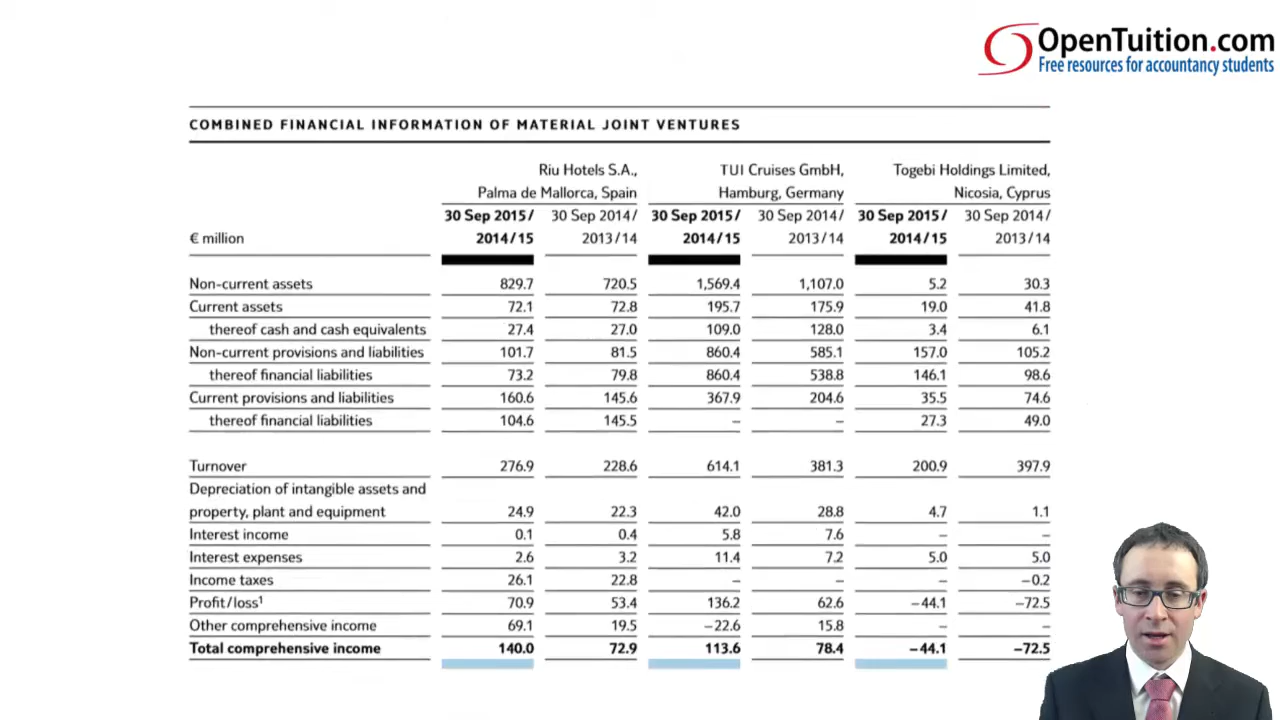 OpenTuition.com
Free resources for accountancy students
COMBINED FINANCIAL INFORMATION OF MATERIAL JOINT VENTURES
Riu Hotels S.A., TUI Cruises GmbH, Togebi Holdings Limited,
Palma de Mallorca, Spain Hamburg, Germany Nicosia, Cyprus
30 Sep 2015/ 30 Sep 2014/ 30 Sep 2015/ 30 Sep 2014/ 30 Sep 2015/ 30 Sep 2014/
€ million 2014/15 2013/14 2014/15 2013/14 2014/15 2013/14
Non-current assets 829.7 720.5 1,569.4 1,107.0 5.2 30.3
Current assets 72.1 72.8 195.7 175.9 19.0 41.8
thereof cash and cash equivalents 27.4 27.0 109.0 128.0 3.4 6.1
Non-current provisions and liabilities 101.7 81.5 860.4 585.1 157.0 105.2
thereof financial liabilities 73.2 79.8 860.4 538.8 146.1 98.6
Current provisions and liabilities 160.6 145.6 367.9 204.6 35.5 74.6
thereof financial liabilities 104.6 145.5 – – 27.3 49.0
Turnover 276.9 228.6 614.1 381.3 200.9 397.9
Depreciation of intangible assets and
property, plant and equipment 24.9 22.3 42.0 28.8 4.7 1.1
Interest income 0.1 0.4 5.8 7.6 – –
Interest expenses 2.6 3.2 11.4 7.2 5.0 5.0
Income taxes 26.1 22.8 – – – –0.2
Profit/loss¹ 70.9 53.4 136.2 62.6 –44.1 –72.5
Other comprehensive income 69.1 19.5 –22.6 15.8 – –
Total comprehensive income 140.0 72.9 113.6 78.4 –44.1 –72.5